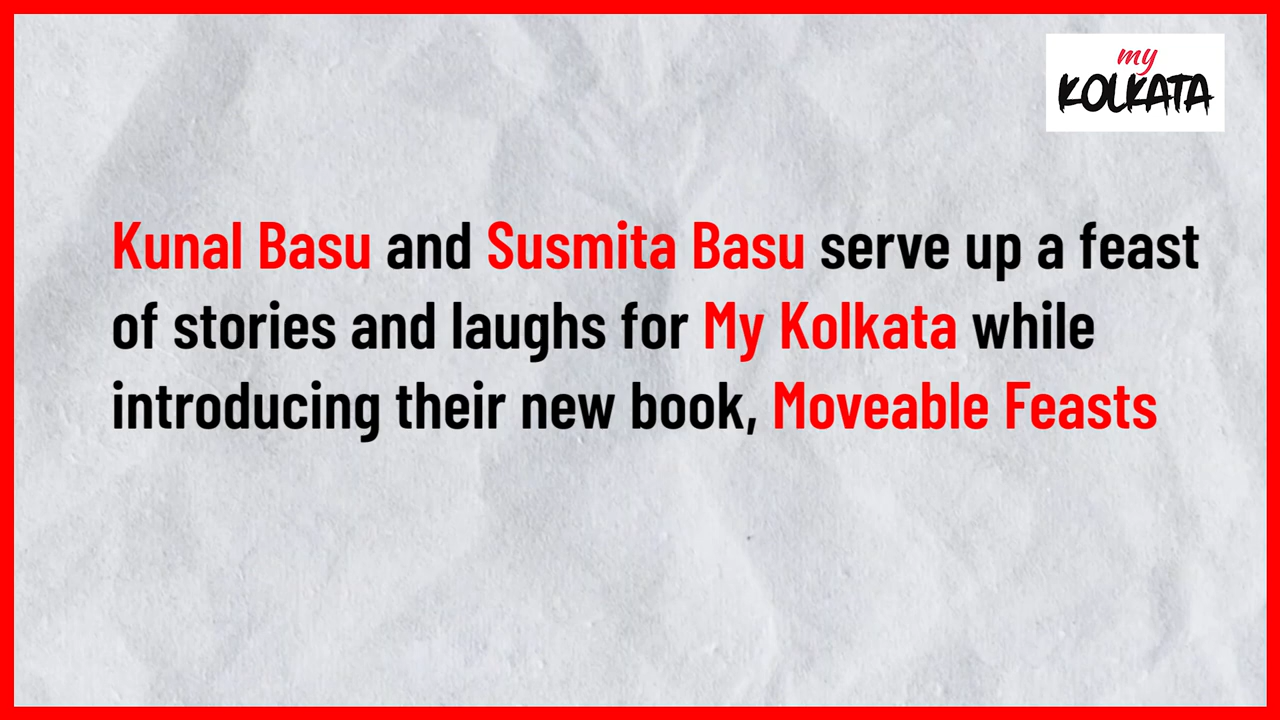 my
KOLKATA
Kunal Basu and Susmita Basu serve up a feast
of stories and laughs for My Kolkata while
introducing their new book, Moveable Feasts